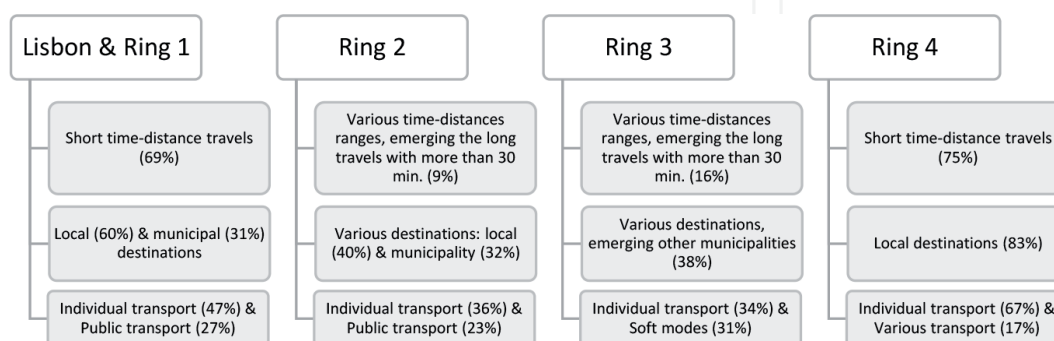 Lisbon & Ring 1
Short time-distance travels
(69%)
Local (60%) & municipal (31%)
destinations
Individual transport (47%) &
Public transport (27%)
Ring 2
Various time-distances
ranges, emerging the long
travels with more than 30
min. (9%)
Various destinations: local
(40%) & municipality (32%)
Individual transport (36%) &
Public transport (23%)
Ring 3
Various time-distances
ranges, emerging the long
travels with more than 30
min. (16%)
Various destinations,
emerging other municipalities
(38%)
Individual transport (34%) &
Soft modes (31%)
Ring 4
Short time-distance travels
(75%)
Local destinations (83%)
Individual transport (67%) &
Various transport (17%)